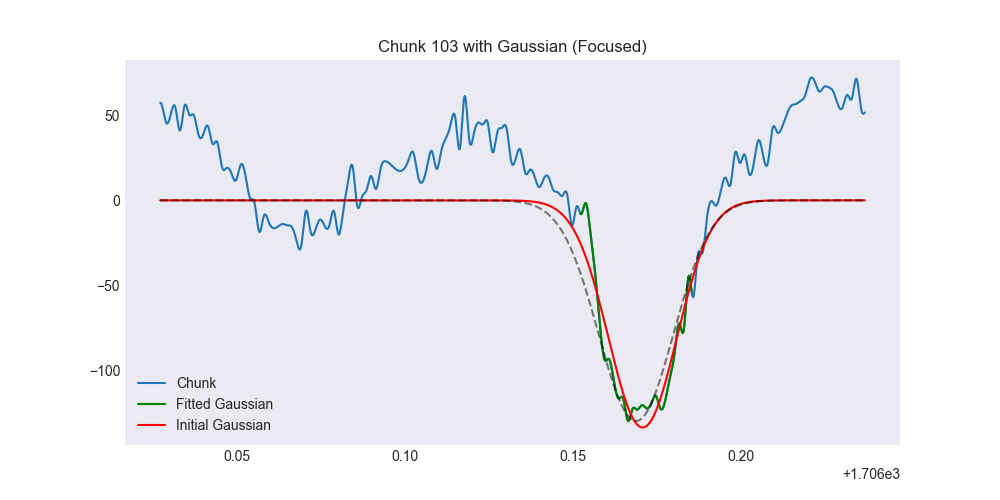 Chunk 103 with Gaussian (Focused)
50
0
−50
−100
Chunk
Fitted Gaussian
Initial Gaussian
0.05 0.10 0.15 0.20
+1.706e3